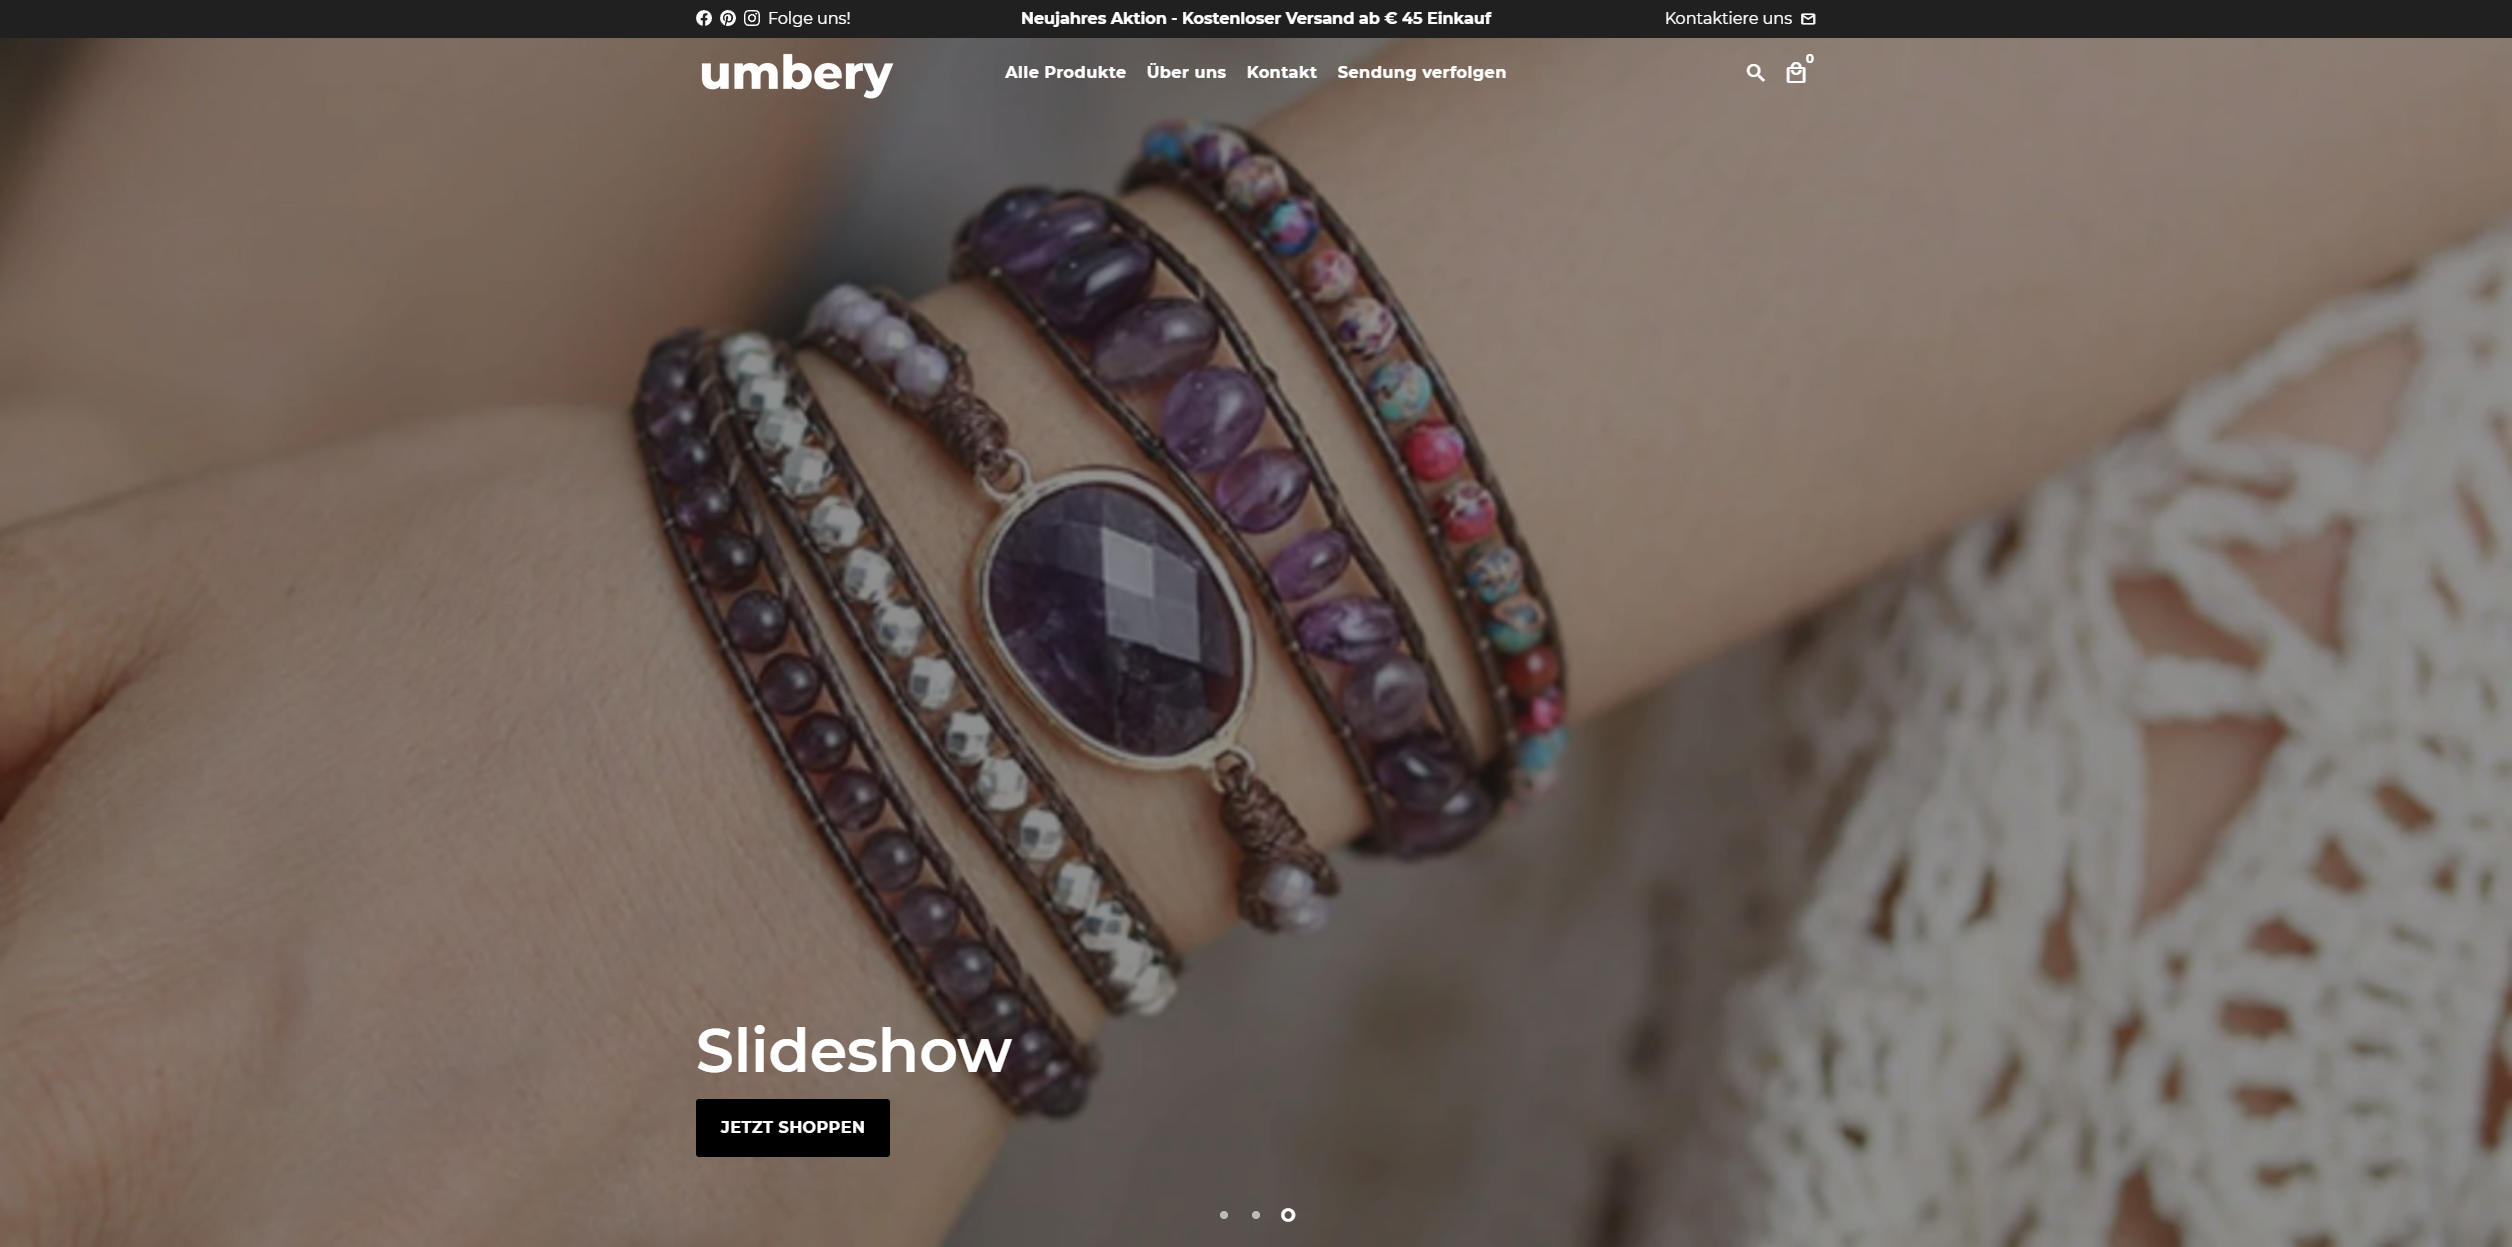 Folge uns!
Neujahres Aktion - Kostenloser Versand ab € 45 Einkauf
Kontaktiere uns
umbery
Alle Produkte
Über uns
Kontakt
Sendung verfolgen
0
Slideshow
JETZT SHOPPEN